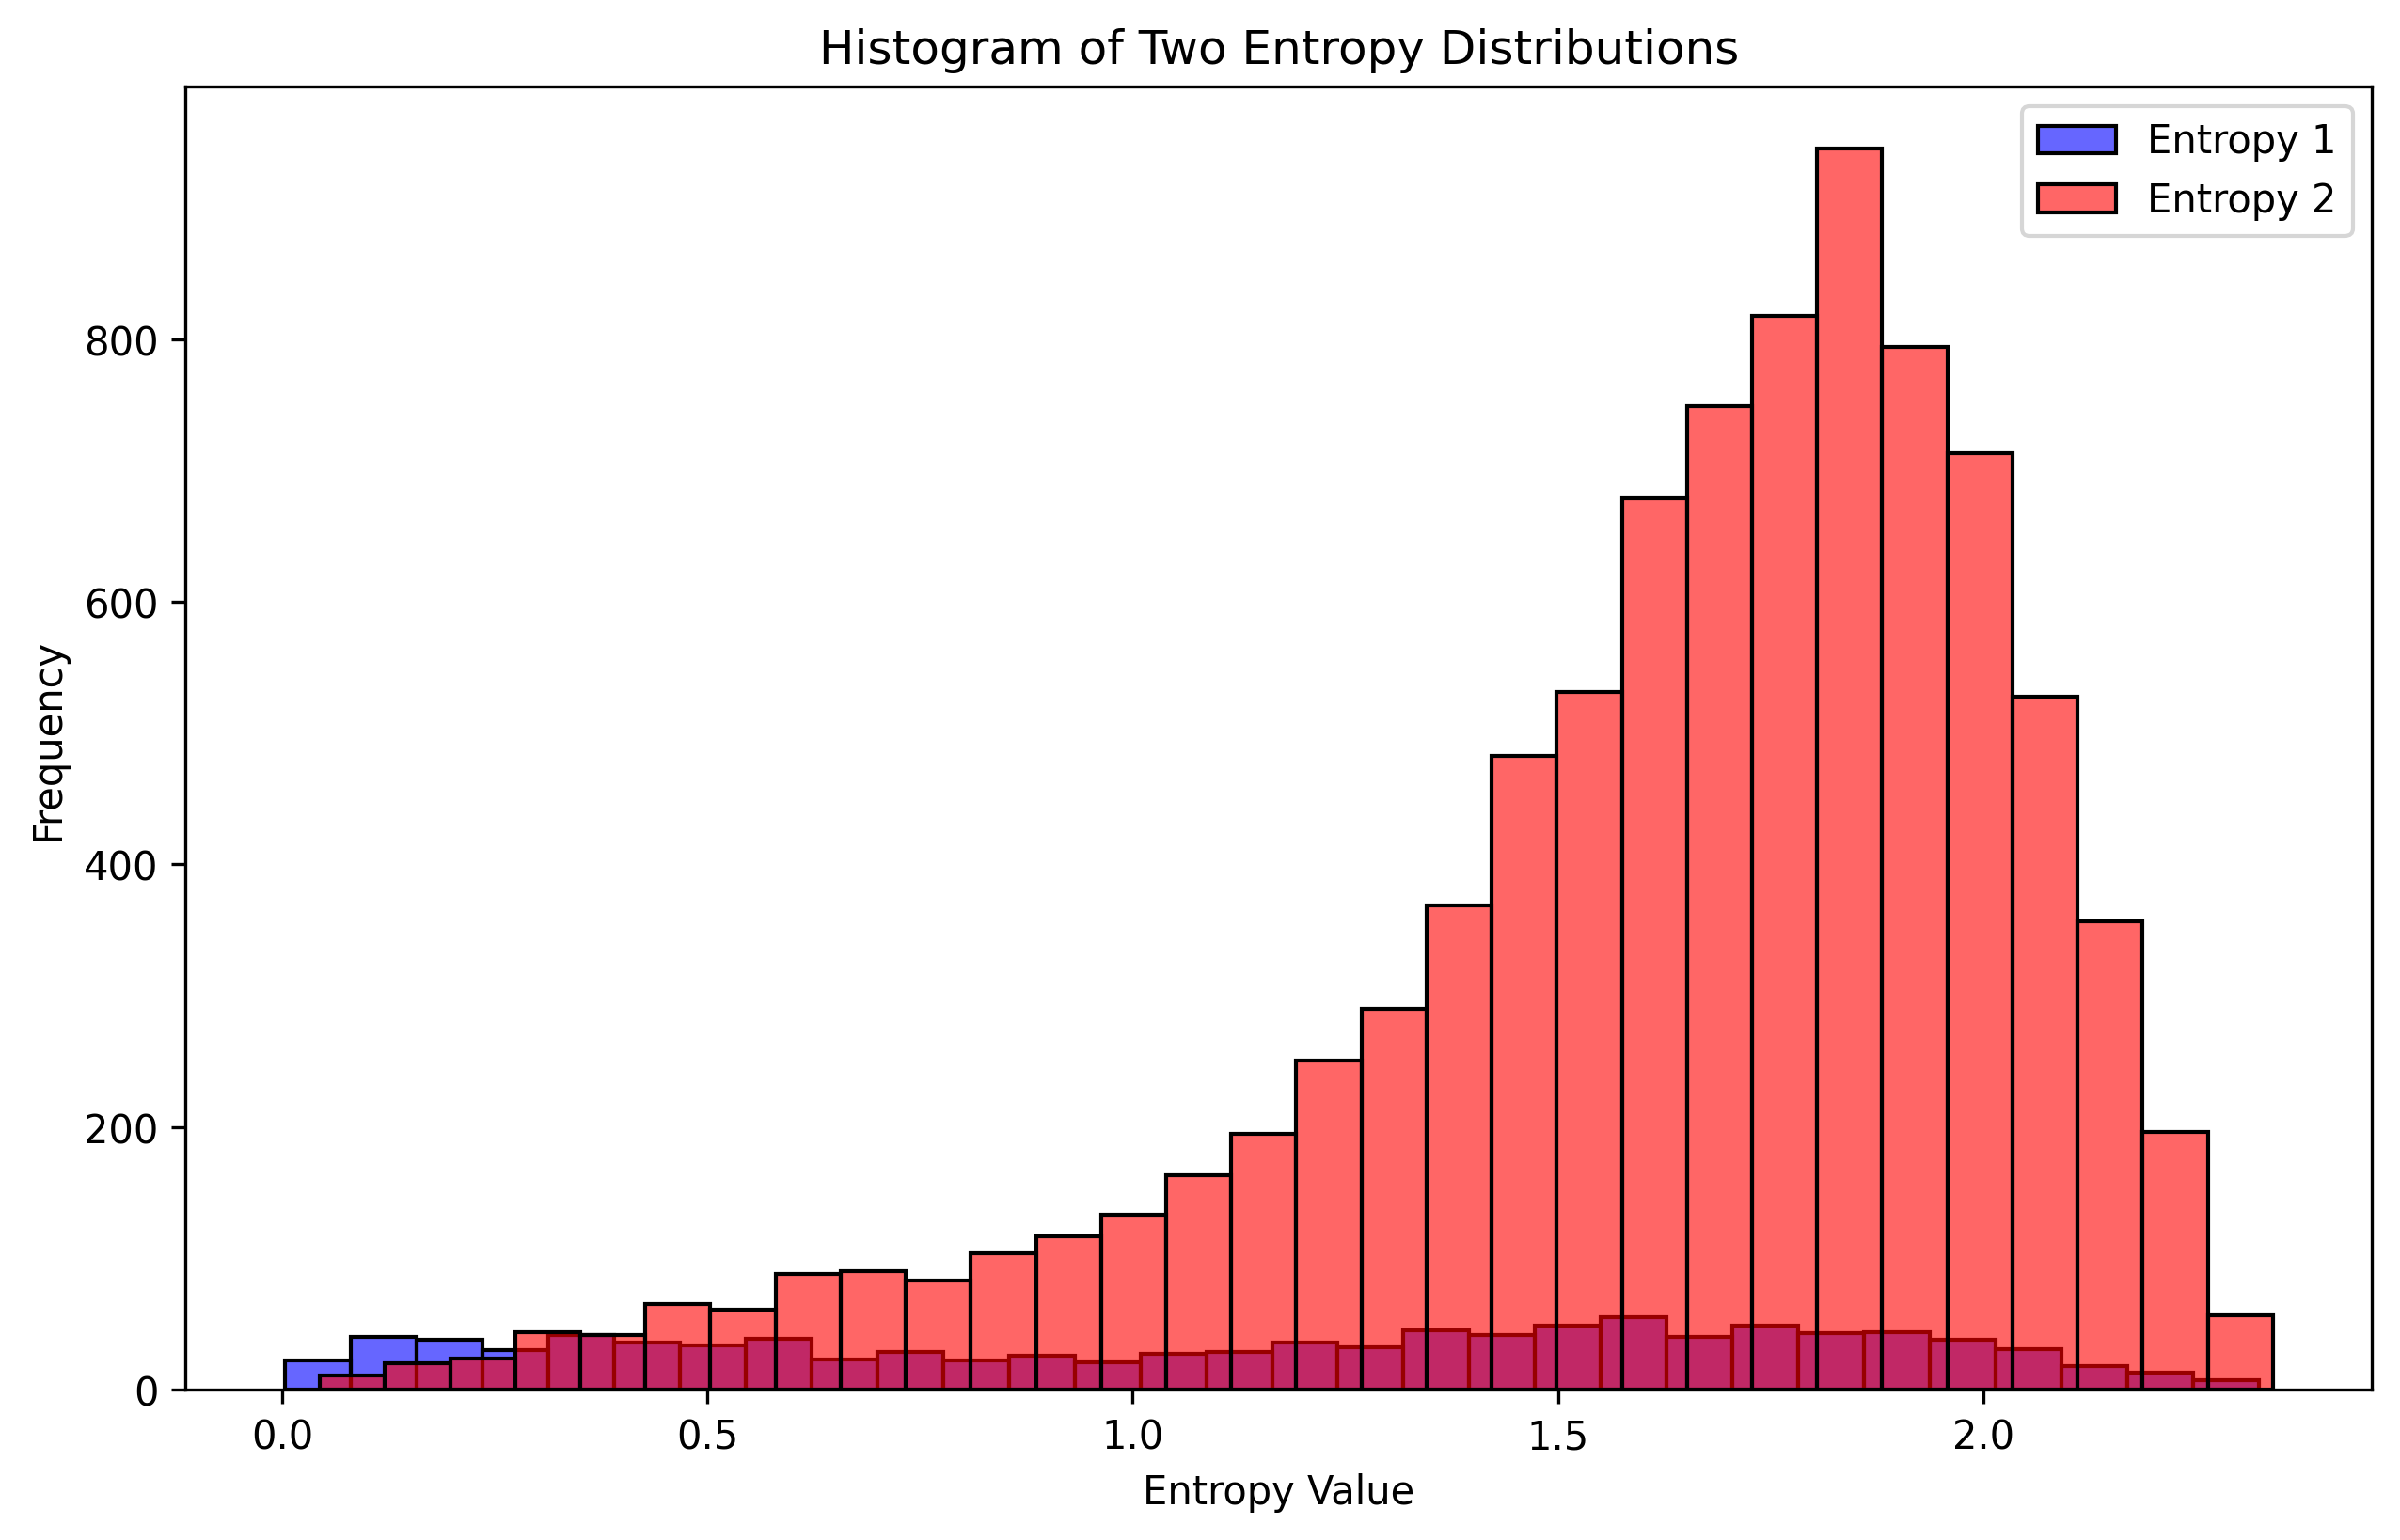 Histogram of Two Entropy Distributions
Entropy 1
Entropy 2
Frequency
800
600
400
200
0
0.0 0.5 1.0 1.5 2.0
Entropy Value